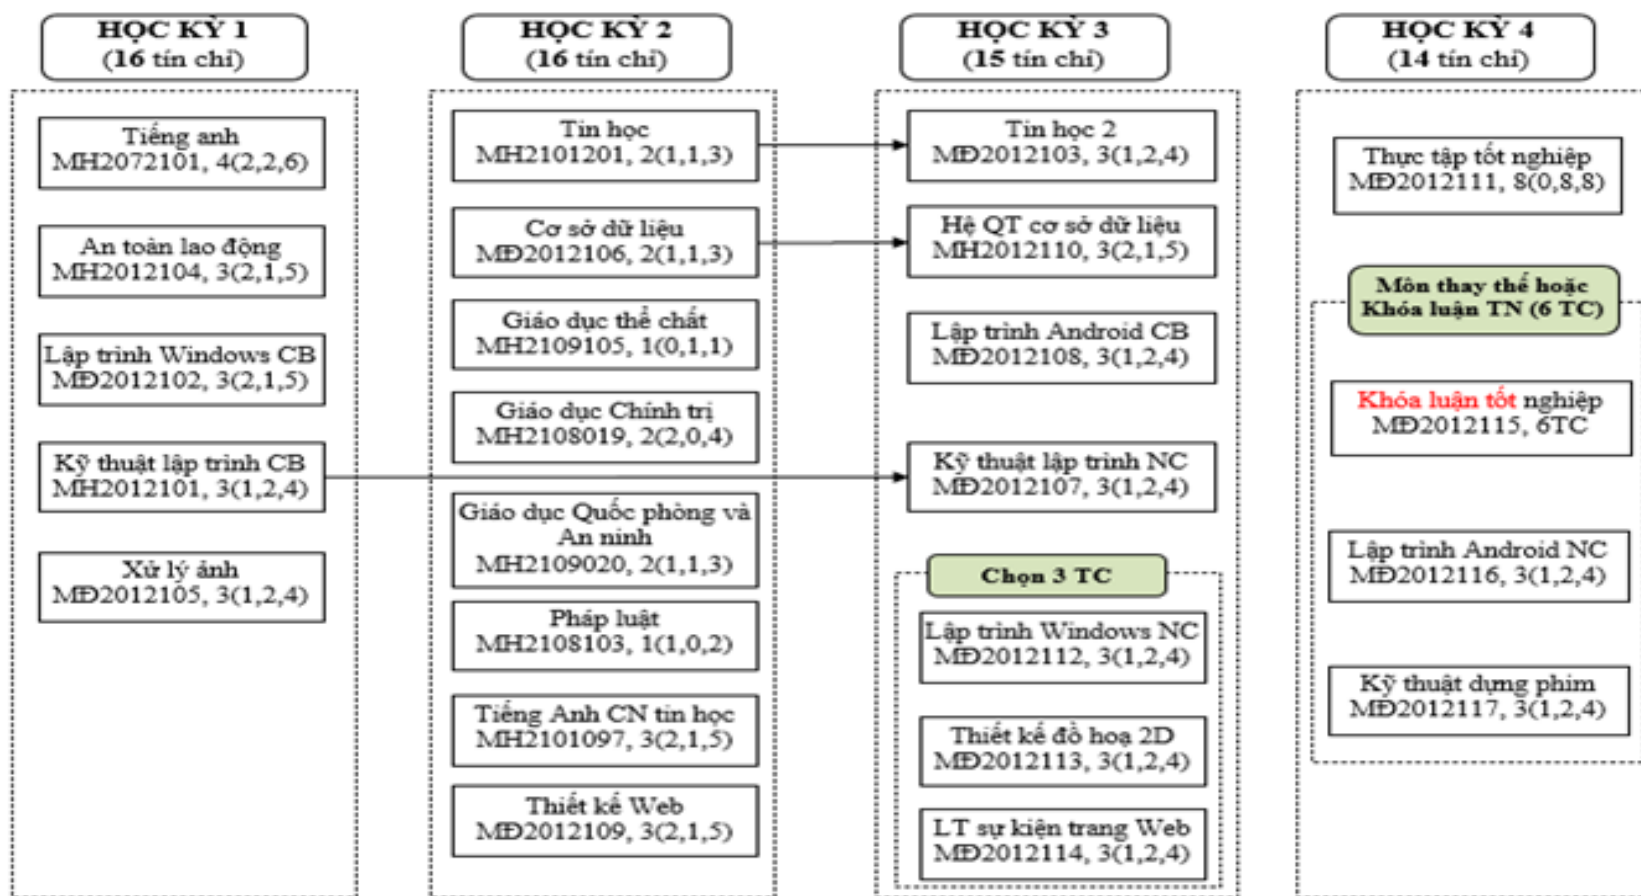 HỌC KỲ 1
(16 tín chỉ)
Tiếng anh
MH2072101, 4(2,2,6)
An toàn lao động
MH2012104, 3(2,1,5)
Lập trình Windows CB
MĐ2012102, 3(2,1,5)
Kỹ thuật lập trình CB
MH2012101, 3(1,2,4)
Xử lý ảnh
MĐ2012105, 3(1,2,4)
HỌC KỲ 2
(16 tín chỉ)
Tin học
MH2101201, 2(1,1,3)
Cơ sở dữ liệu
MĐ2012106, 2(1,1,3)
Giáo dục thể chất
MH2109105, 1(0,1,1)
Giáo dục Chính trị
MH2108019, 2(2,0,4)
Giáo dục Quốc phòng và
An ninh
MH2109020, 2(1,1,3)
Pháp luật
MH2108103, 1(1,0,2)
Tiếng Anh CN tin học
MH2101097, 3(2,1,5)
Thiết kế Web
MĐ2012109, 3(2,1,5)
HỌC KỲ 3
(15 tín chỉ)
Tin học 2
MĐ2012103, 3(1,2,4)
Hệ QT cơ sở dữ liệu
MH2012110, 3(2,1,5)
Lập trình Android CB
MĐ2012108, 3(1,2,4)
Kỹ thuật lập trình NC
MĐ2012107, 3(1,2,4)
Chọn 3 TC
Lập trình Windows NC
MĐ2012112, 3(1,2,4)
Thiết kế đồ hoạ 2D
MĐ2012113, 3(1,2,4)
LT sự kiện trang Web
MĐ2012114, 3(1,2,4)
HỌC KỲ 4
(14 tín chỉ)
Thực tập tốt nghiệp
MĐ2012111, 8(0,8,8)
Môn thay thế hoặc
Khóa luận TN (6 TC)
Khóa luận tốt nghiệp
MĐ2012115, 6TC
Lập trình Android NC
MĐ2012116, 3(1,2,4)
Kỹ thuật dựng phim
MĐ2012117, 3(1,2,4)